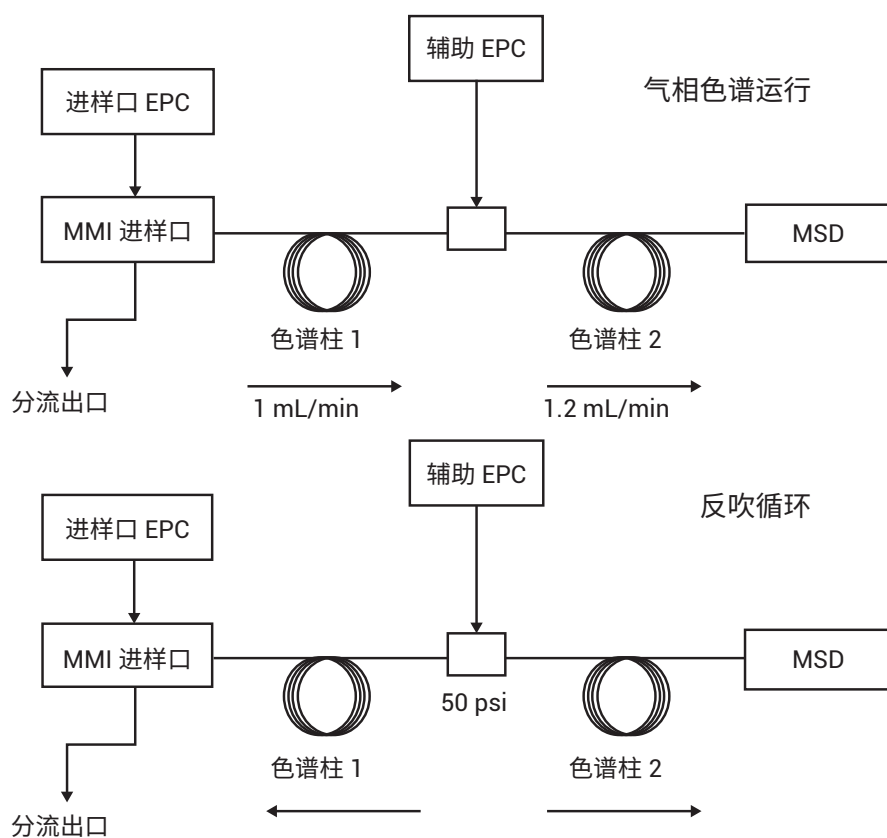 辅助 EPC
气相色谱运行
进样口 EPC
MMI 进样口
MSD
色谱柱 1
色谱柱 2
分流出口
1 mL/min
1.2 mL/min
辅助 EPC
反吹循环
进样口 EPC
MMI 进样口
MSD
50 psi
色谱柱 1
色谱柱 2
分流出口